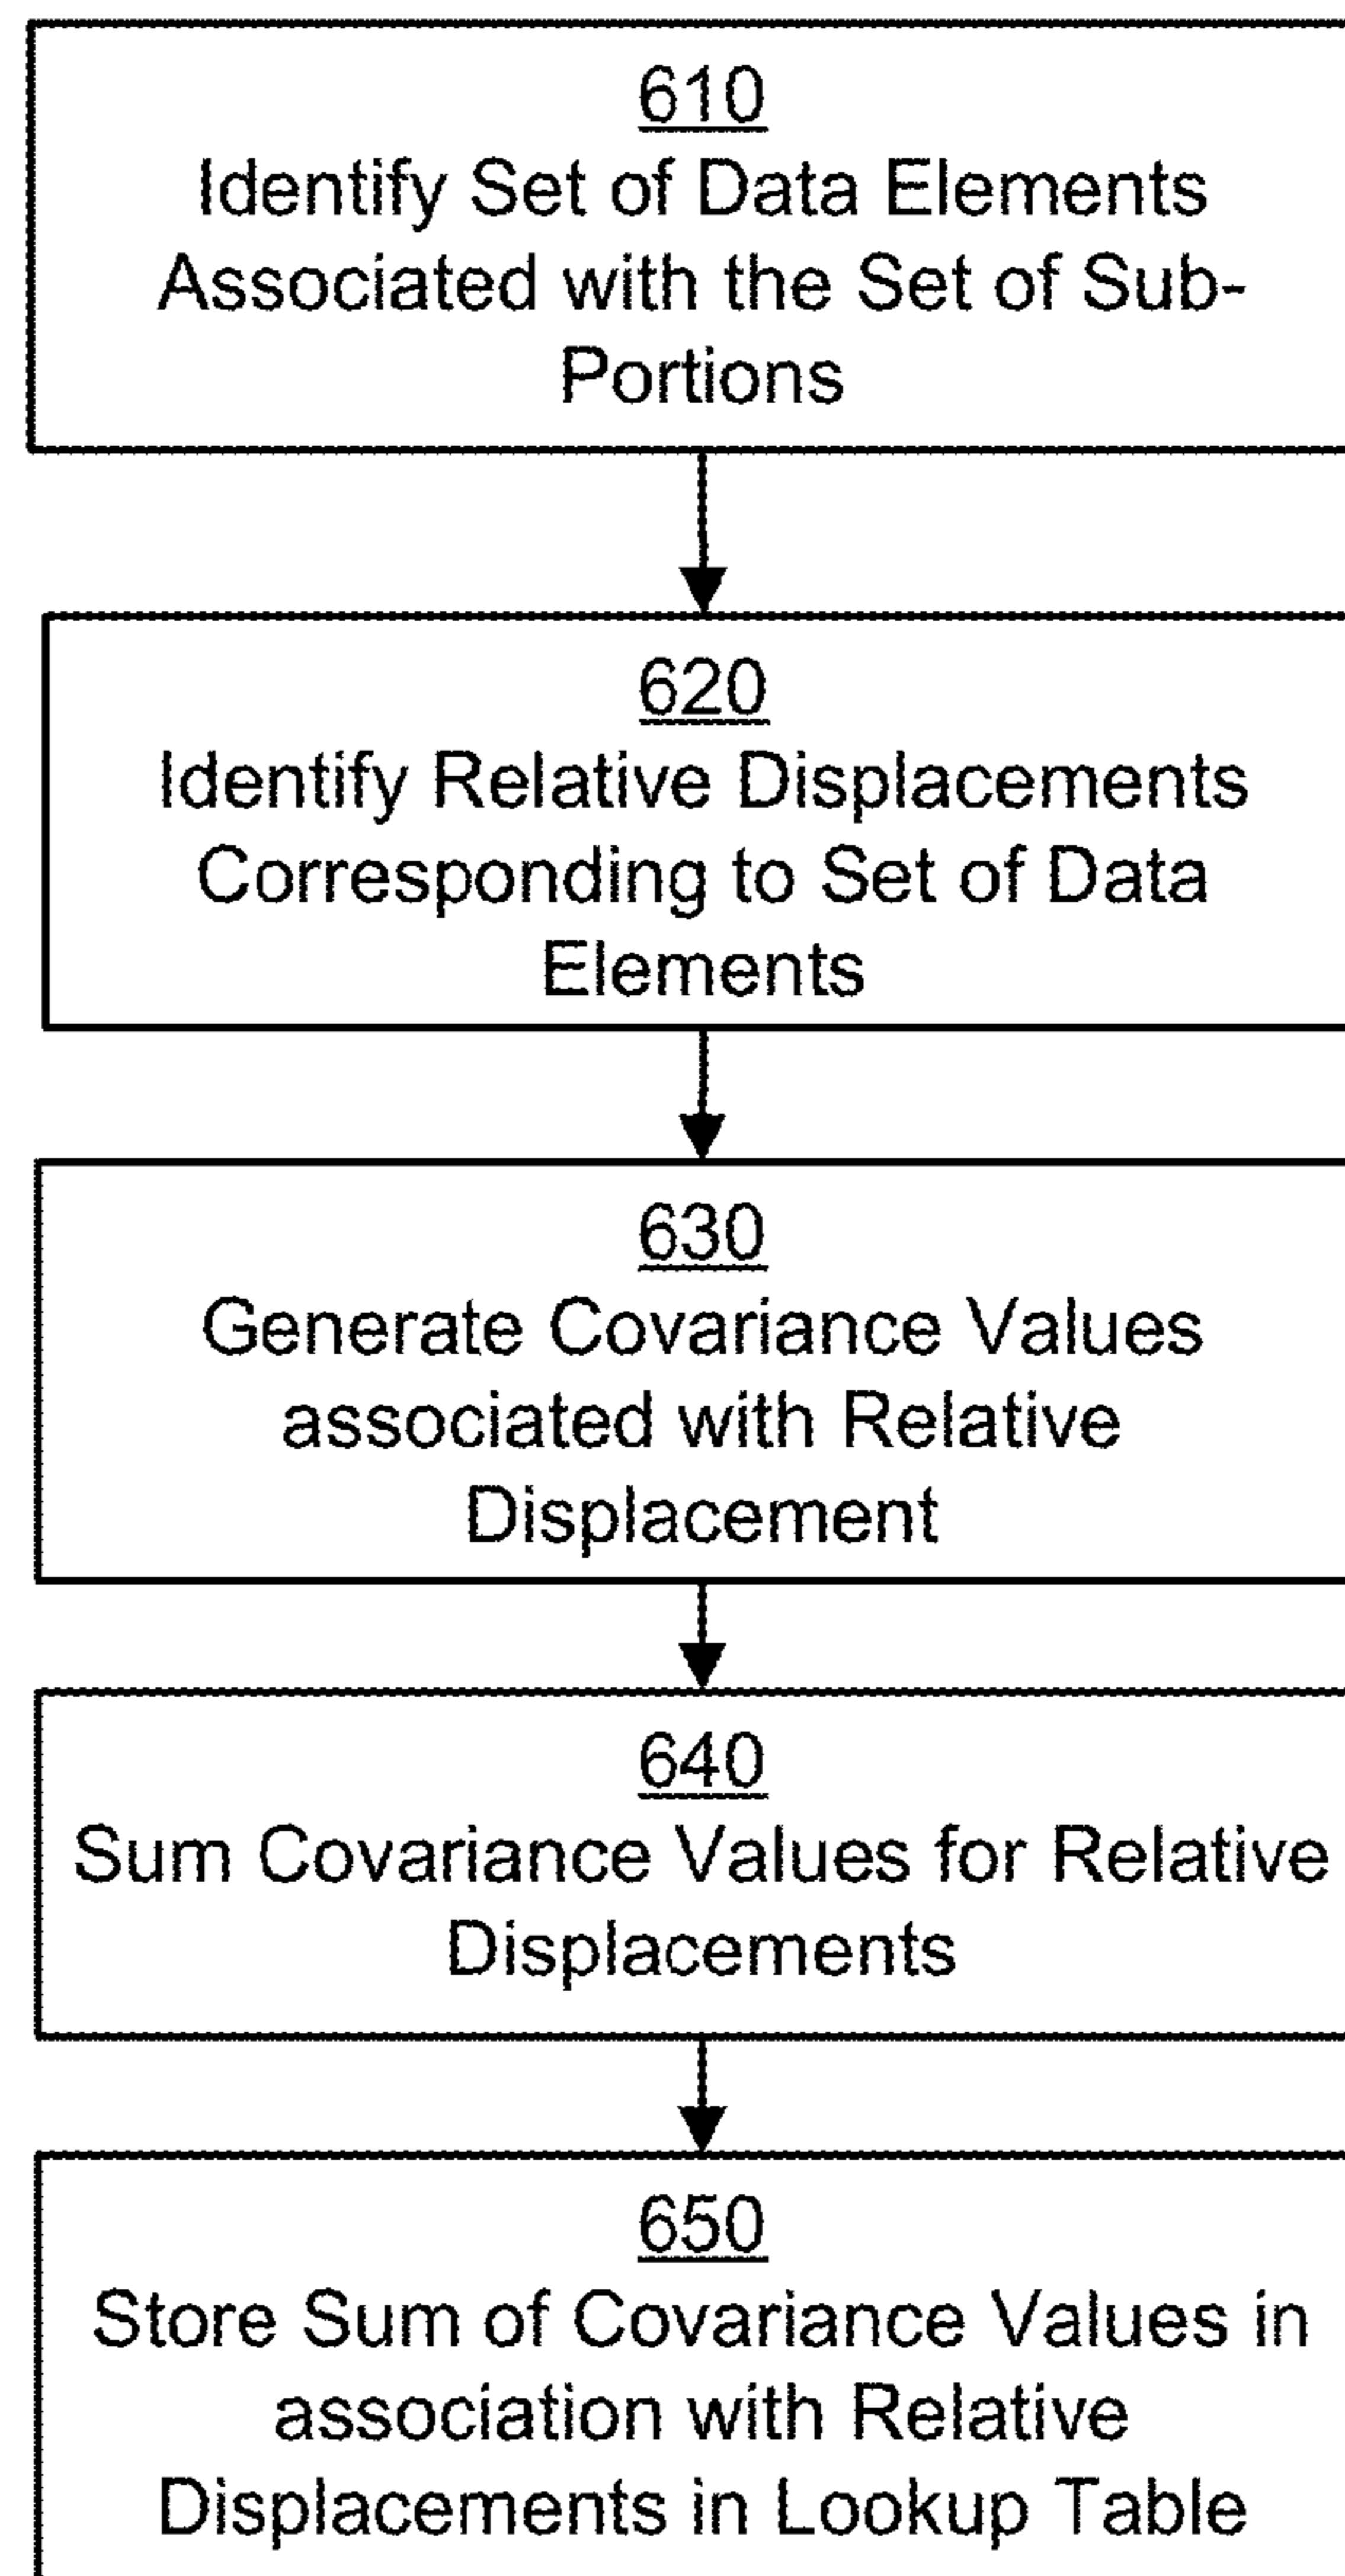 610
Identify Set of Data Elements
Associated with the Set of Sub-
Portions
620
Identify Relative Displacements
Corresponding to Set of Data
Elements
630
Generate Covariance Values
associated with Relative
Displacement
640
Sum Covariance Values for Relative
Displacements
650
Store Sum of Covariance Values in
association with Relative
Displacements in Lookup Table